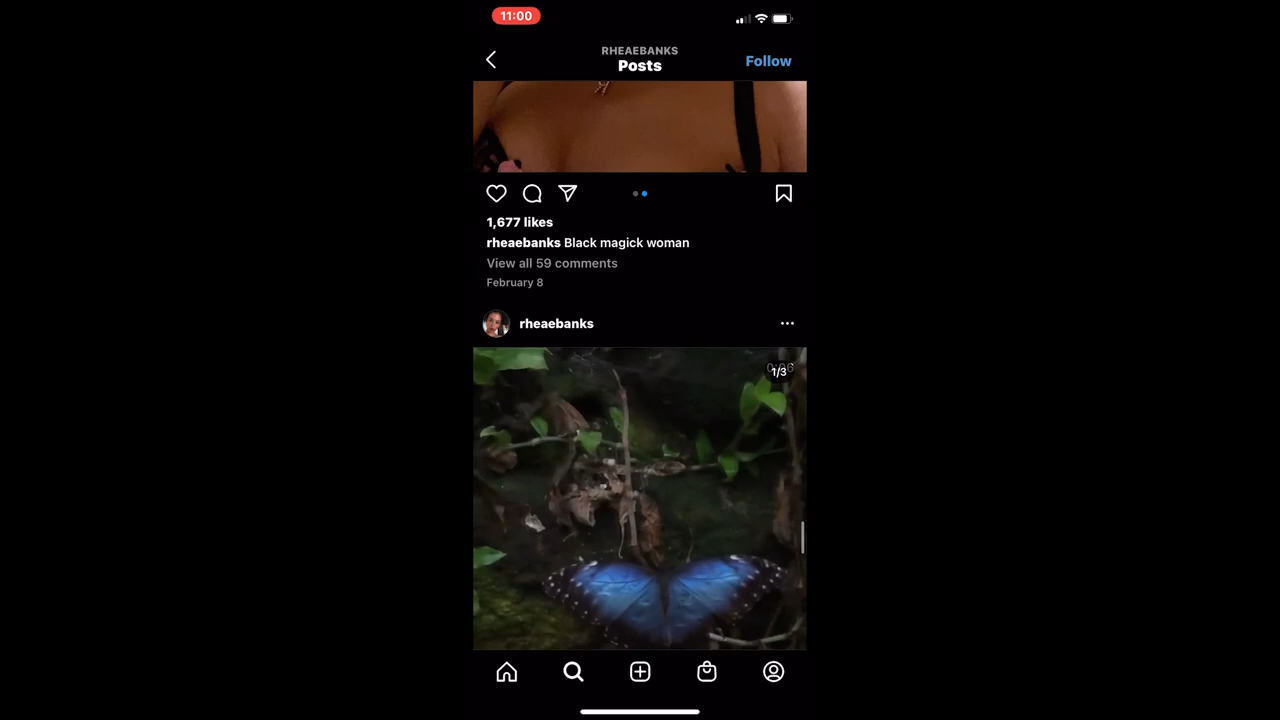 11:00
RHEAEBANKS
Posts
Follow
1,677 likes
rheaebanks Black magick woman
View all 59 comments
February 8
rheaebanks
1/3